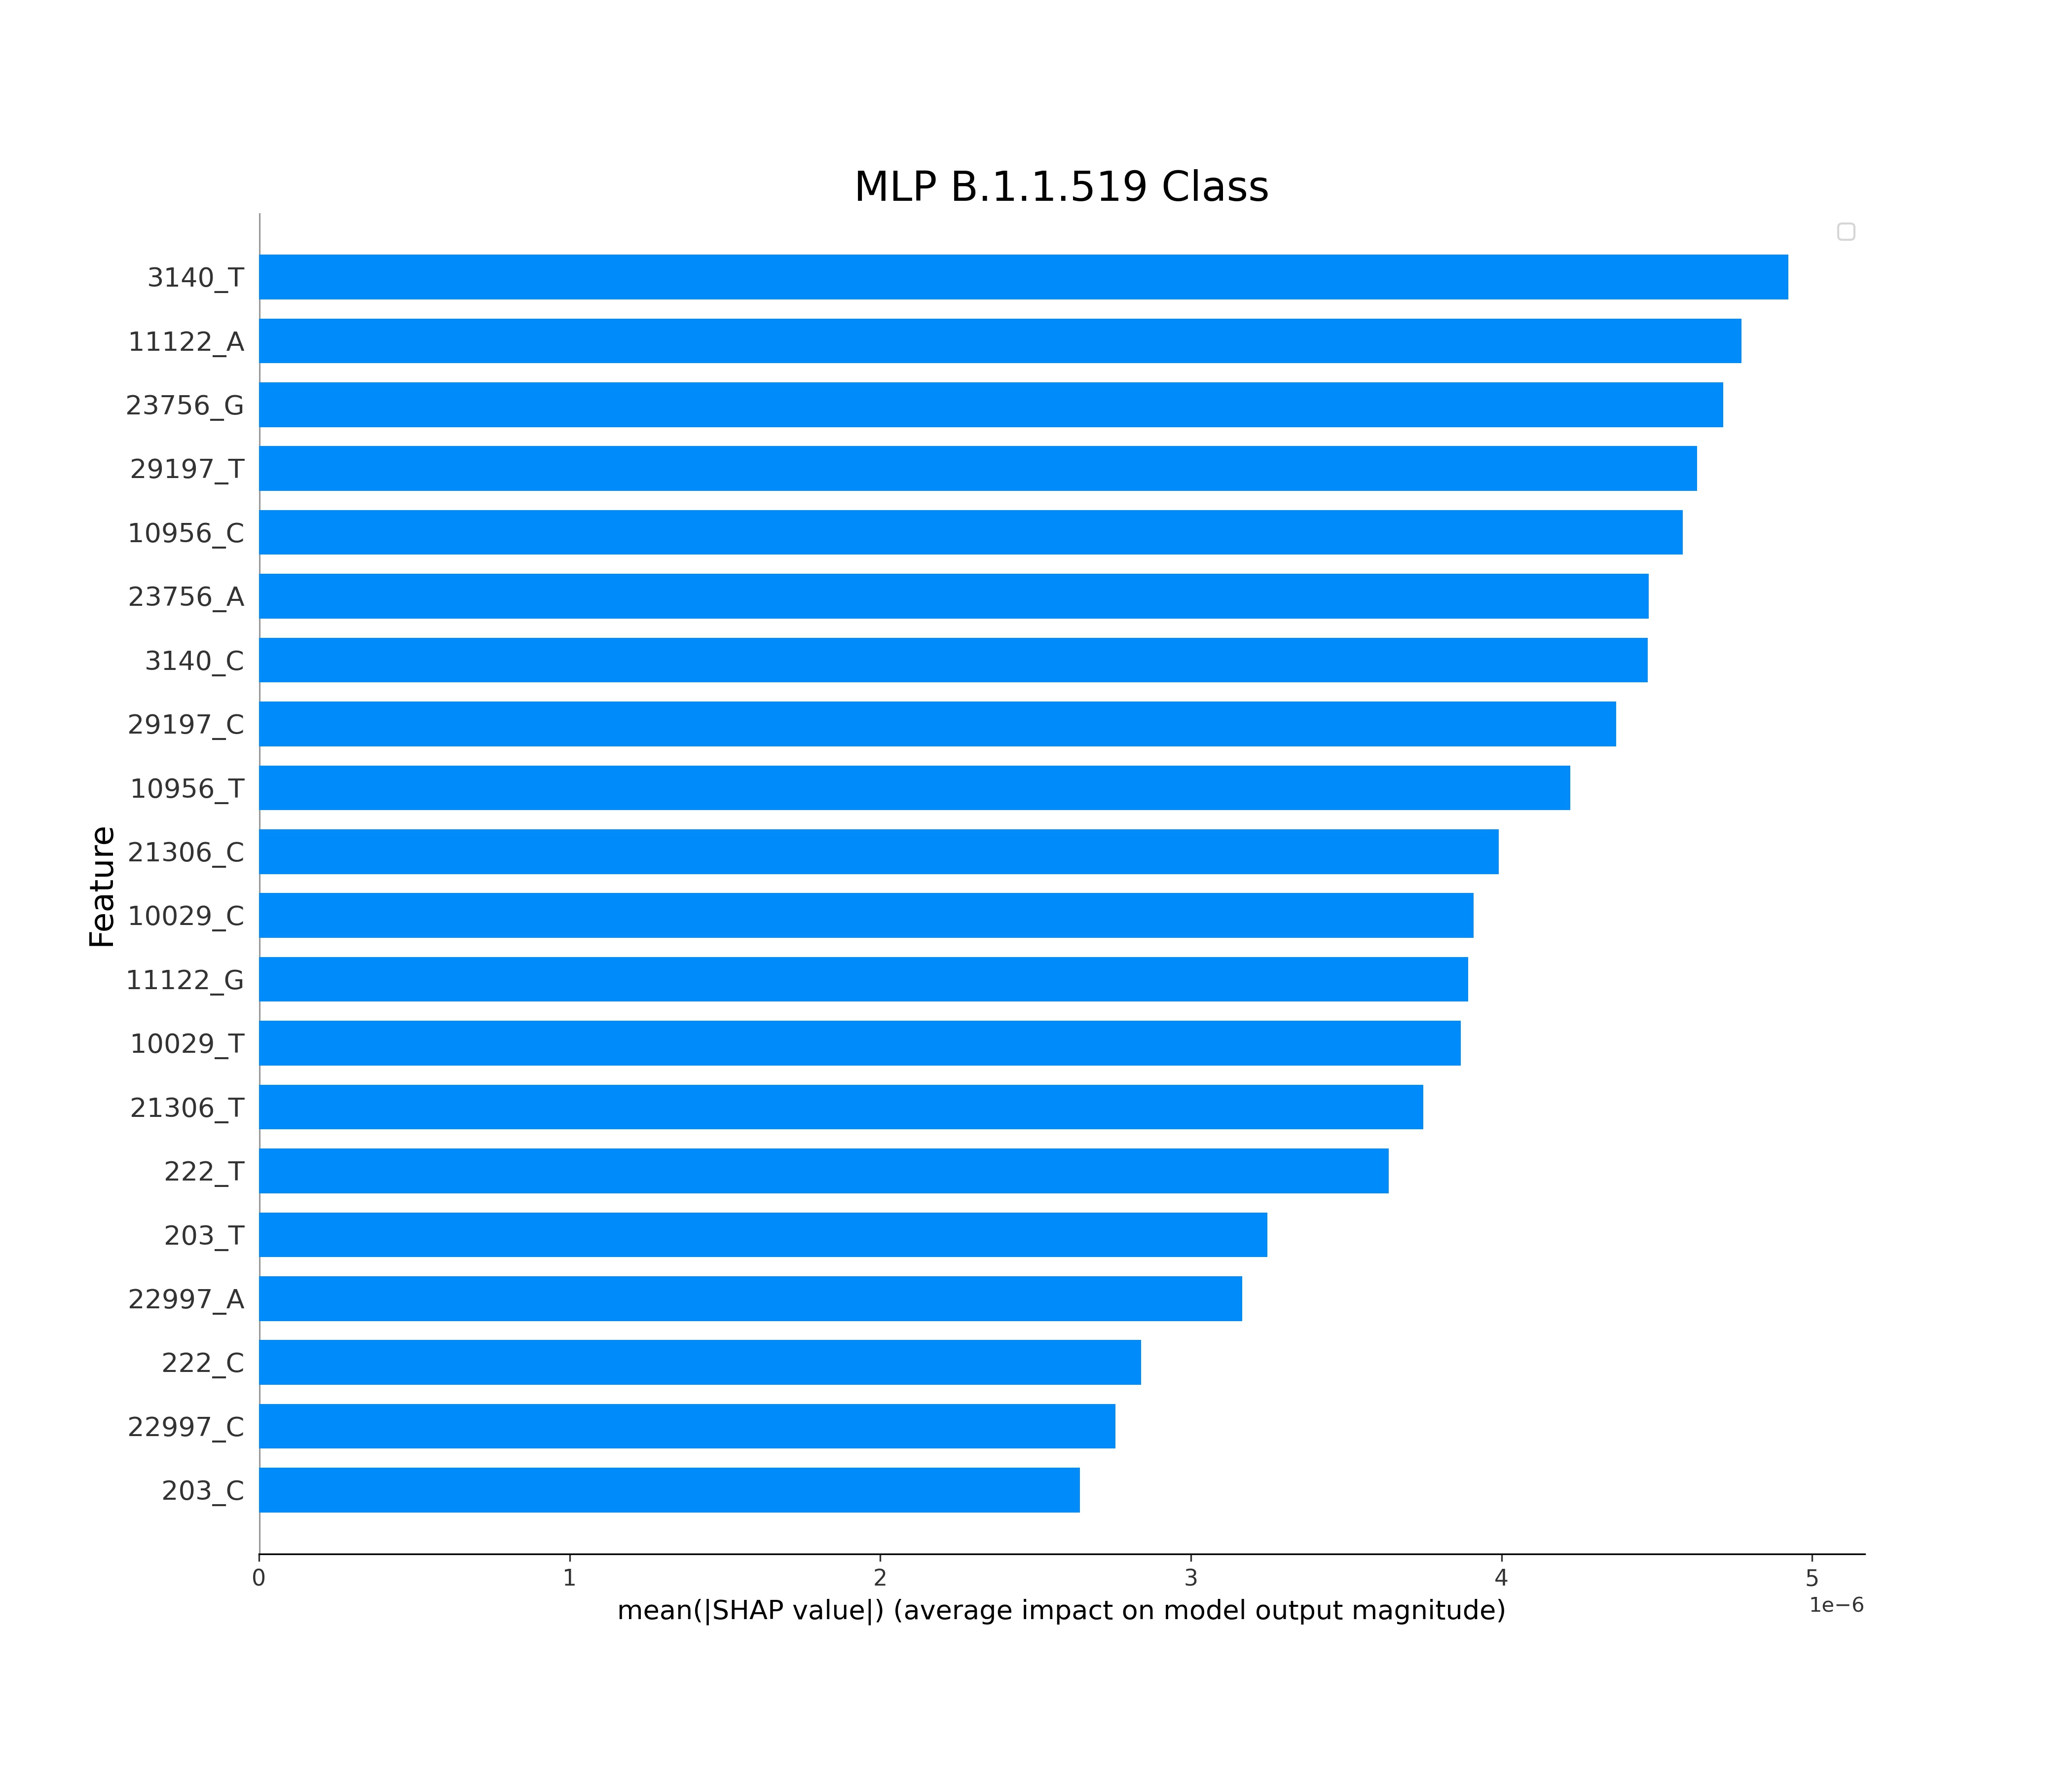 MLP B.1.1.519 Class
3140_T
11122_A
23756_G
29197_T
10956_C
23756_A
3140_C
29197_C
10956_T
21306_C
10029_C
11122_G
10029_T
21306_T
222_T
203_T
22997_A
222_C
22997_C
203_C
Feature
0 1 2 3 4 5
1e−6
mean(|SHAP value|) (average impact on model output magnitude)